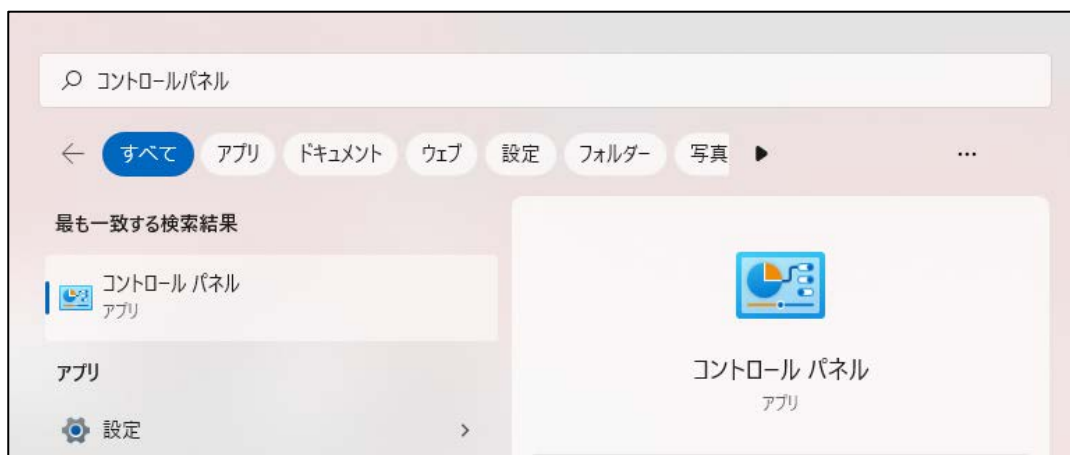 コントロールパネル
すべて アプリ ドキュメント ウェブ 設定 フォルダー 写真 ...
最も一致する検索結果
コントロール パネル
アプリ
アプリ
設定
コントロール パネル
アプリ